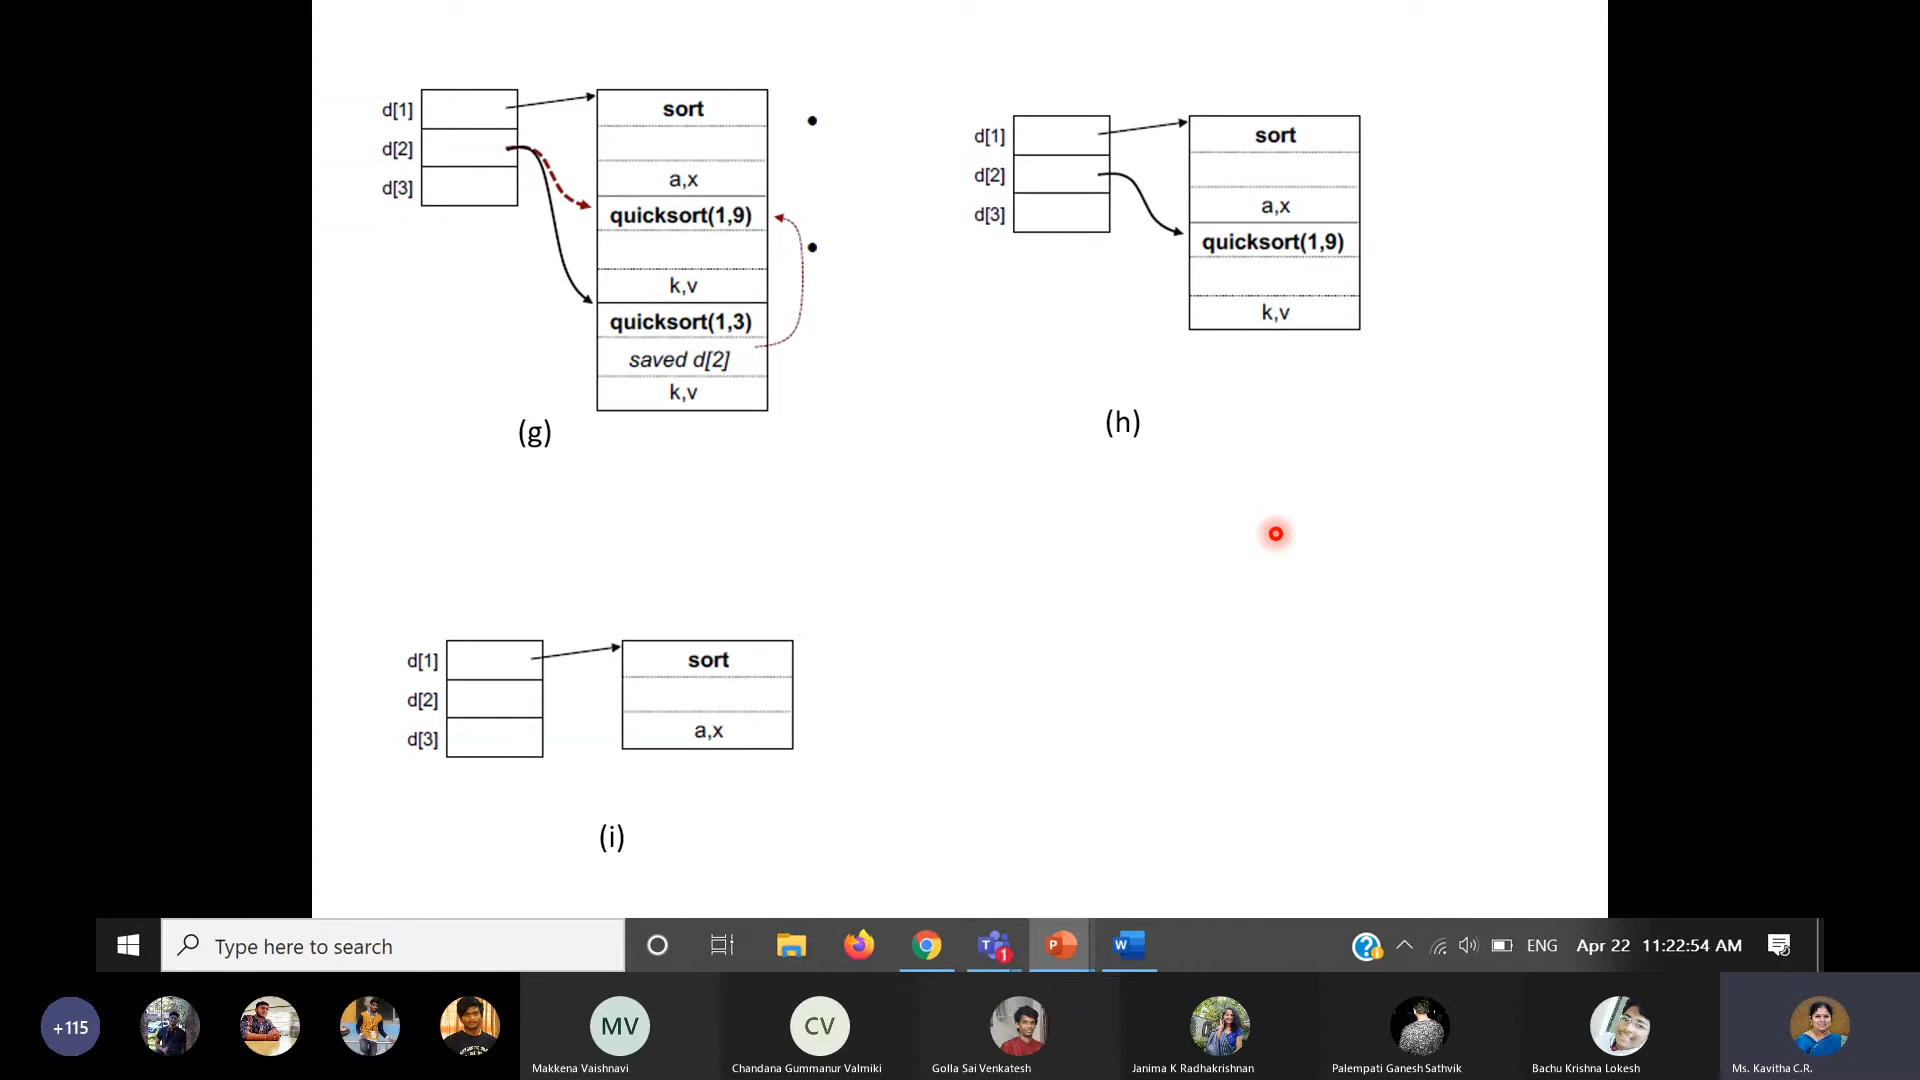 d[1]
d[2]
d[3]
sort
a,x
quicksort(1,9)
k,v
quicksort(1,3)
saved d[2]
k,v
(g)
d[1]
d[2]
d[3]
sort
a,x
quicksort(1,9)
k,v
(h)
d[1]
d[2]
d[3]
sort
a,x
(i)
Type here to search
T
1
P
W
?
ENG
Apr 22 11:22:54 AM
+115
MV
CV
Makkena Vaishnavi
Chandana Gummanur Valmiki
Golla Sai Venkatesh
Janima K Radhakrishnan
Palempati Ganesh Sathvik
Bachu Krishna Lokesh
Ms. Kavitha C.R.